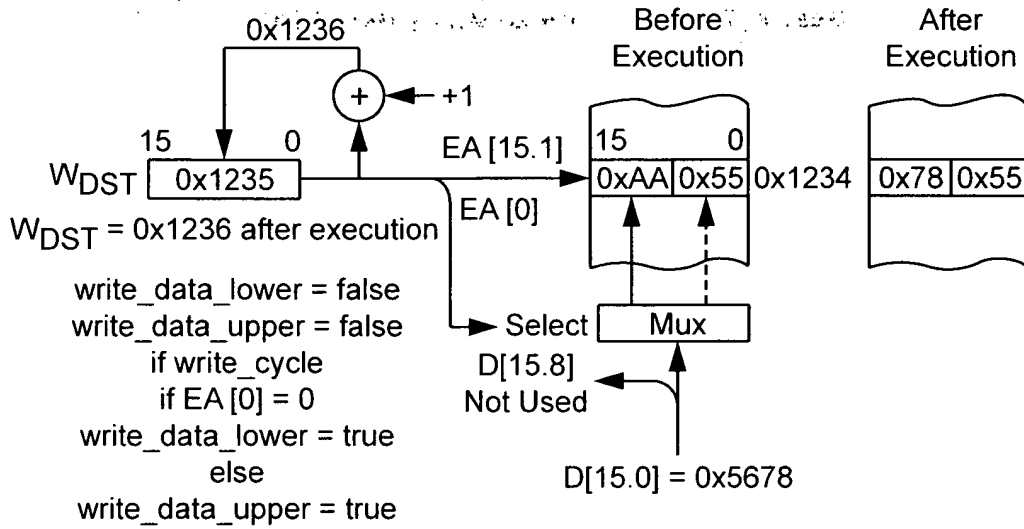 0x1236
Before
Execution
After
Execution
+
+1
15 0
W_DST 0x1235
EA [15.1]
EA [0]
15 0
0xAA 0x55 0x1234
0x78 0x55
W_DST = 0x1236 after execution
write_data_lower = false
write_data_upper = false
if write_cycle
if EA [0] = 0
write_data_lower = true
else
write_data_upper = true
Select
Mux
D[15.8]
Not Used
D[15.0] = 0x5678